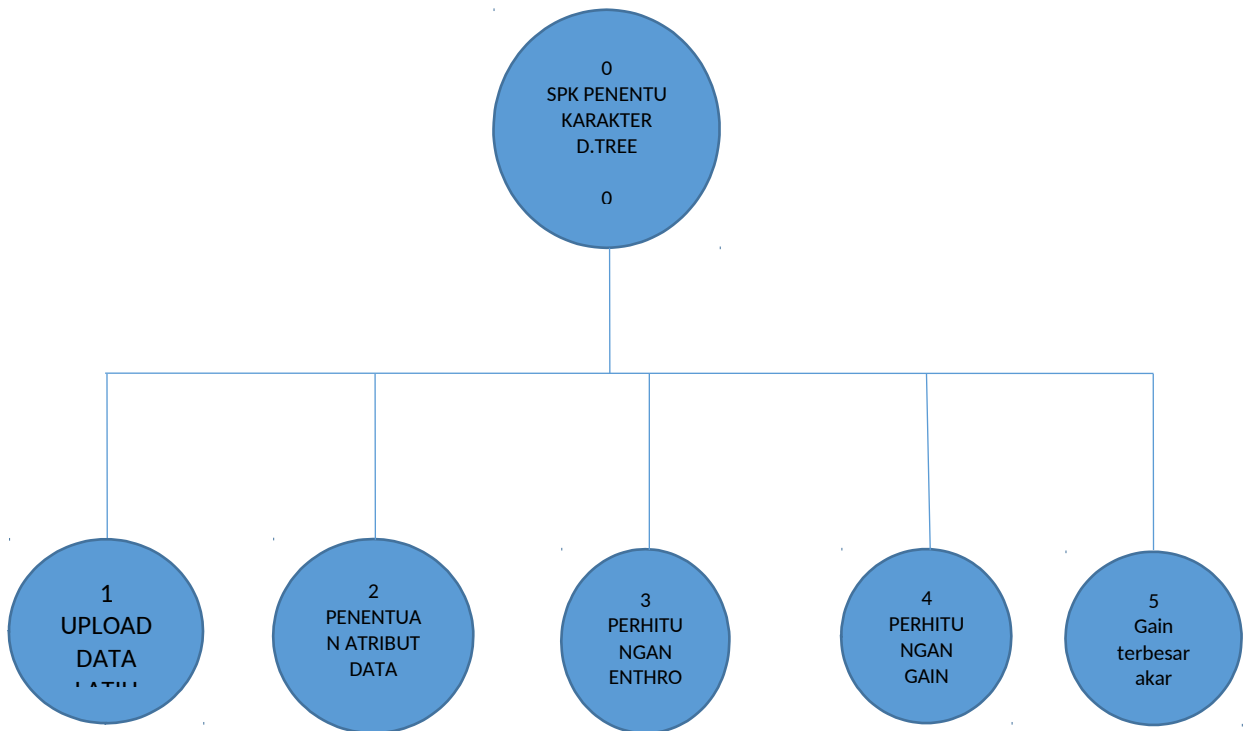 0
SPK PENENTU
KARAKTER
D.TREE
0
1
UPLOAD
DATA
LATIH
2
PENENTUA
N ATRIBUT
DATA
3
PERHITU
NGAN
ENTHRO
4
PERHITU
NGAN
GAIN
5
Gain
terbesar
akar